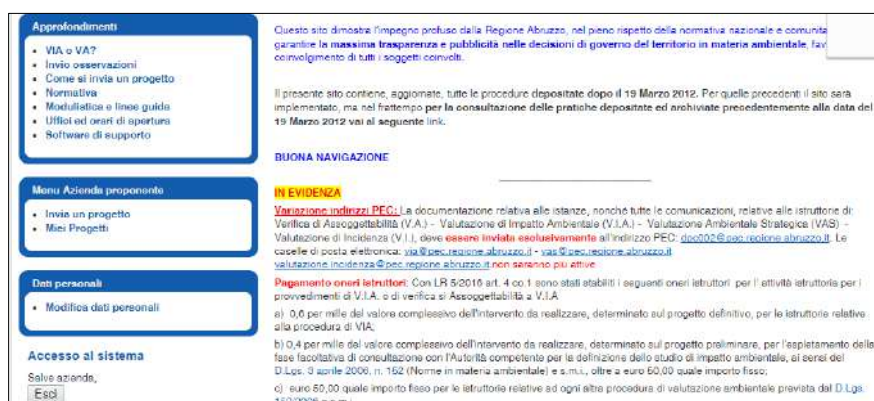 Approfondimenti
VIA o VA?
Invio osservazioni
Come si invia un progetto
Normativa
Modulistica e linee guida
Uffici ed orari di apertura
Software di supporto
Menu Azienda proponente
Invia un progetto
Miei Progetti
Dati personali
Modifica dati personali
Accesso al sistema
Salve azienda,
Esci
Questo sito dimostra l'impegno profuso dalla Regione Abruzzo, nel pieno rispetto della normativa nazionale e comunita
garantire la massima trasparenza e pubblicità nelle decisioni di governo del territorio in materia ambientale, fav
coinvolgimento di tutti i soggetti coinvolti.
Il presente sito contiene, aggiornate, tutte le procedure depositate dopo il 19 Marzo 2012. Per quelle precedenti il sito sarà
implementato, ma nel frattempo per la consultazione delle pratiche depositate ed archiviate precedentemente alla data del
19 Marzo 2012 vai al seguente link.
BUONA NAVIGAZIONE
IN EVIDENZA
Variazione indirizzi PEC: La documentazione relativa alle istanze, nonché tutte le comunicazioni, relative alle istruttorie di:
Verifica di Assoggettabilità (V.A.) - Valutazione di Impatto Ambientale (V.I.A.) - Valutazione Ambientale Strategica (VAS) -
Valutazione di Incidenza (V.I.), deve essere inviata esclusivamente all'indirizzo PEC: dpc002@pec.regione.abruzzo.it. Le
caselle di posta elettronica: via@pec.regione.abruzzo.it - vas@pec.regione.abruzzo.it
valutazione.incidenza@pec.regione.abruzzo.it non saranno più attive
Pagamento oneri istruttori: Con LR 5/2016 art. 4 co.1 sono stati stabiliti i seguenti oneri istruttori per l' attività istruttoria per i
provvedimenti di V.I.A. o di verifica si Assoggettabilità a V.I.A
a) 0,6 per mille del valore complessivo dell'intervento da realizzare, determinato sul progetto definitivo, per le istruttorie relative
alla procedura di VIA;
b) 0,4 per mille del valore complessivo dell'intervento da realizzare, determinato sul progetto preliminare, per l'espletamento della
fase facoltativa di consultazione con l'Autorità competente per la definizione dello studio di impatto ambientale, ai sensi del
D.Lgs. 3 aprile 2006, n. 152 (Norme in materia ambientale) e s.m.i., oltre a euro 50,00 quale importo fisso;
c) euro 50,00 quale importo fisso per le istruttorie relative ad ogni altra procedura di valutazione ambientale prevista dal D.Lgs.